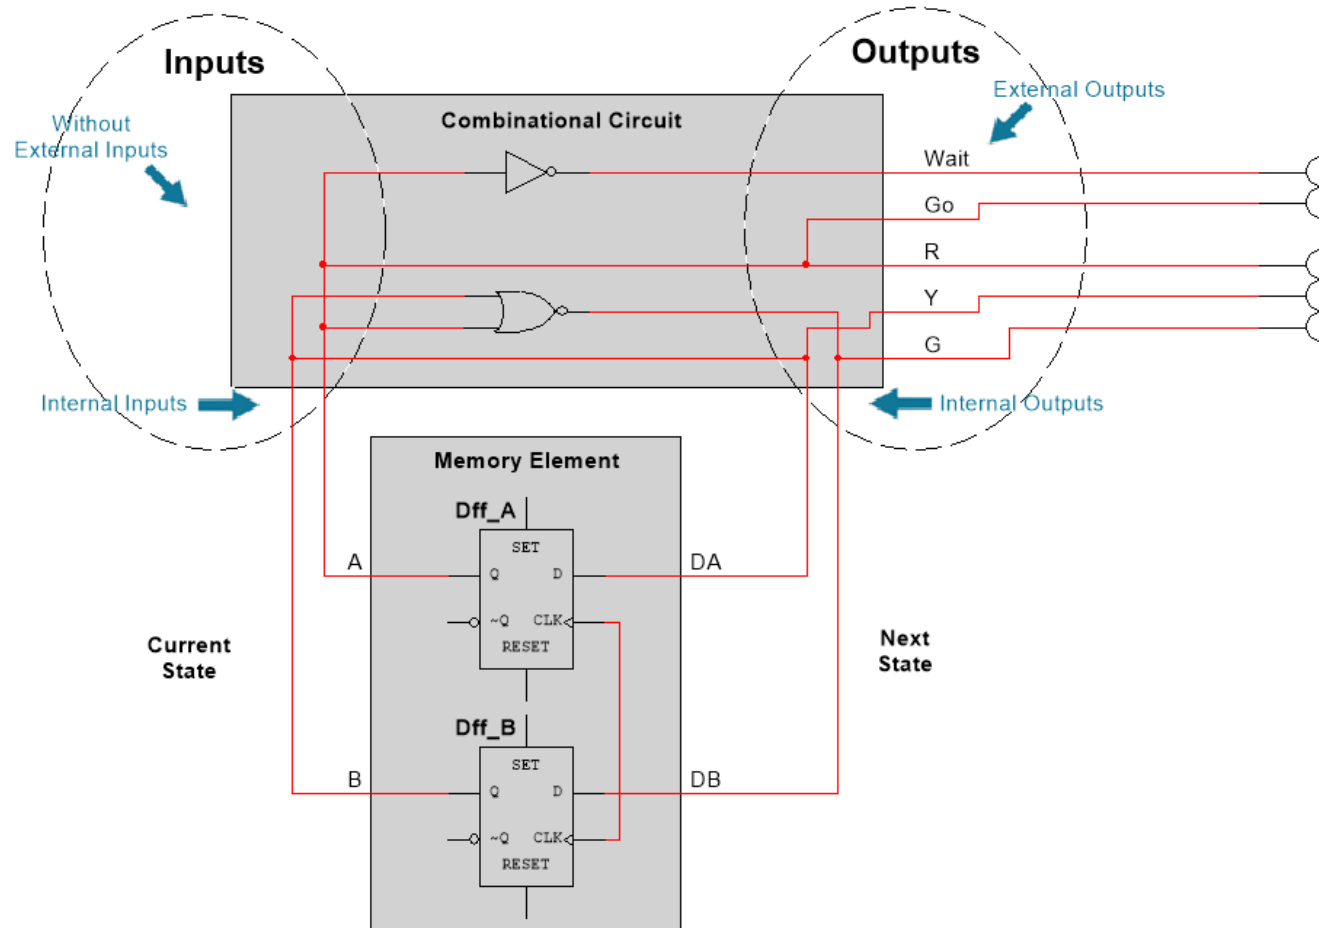 Inputs
Outputs
Without
External Inputs
External Outputs
Combinational Circuit
Wait
Go
R
Y
G
Internal Inputs
Internal Outputs
Memory Element
Dff_A
SET
A
Q
D
DA
~Q
CLK
RESET
Current
State
Next
State
Dff_B
SET
B
Q
D
DB
~Q
CLK
RESET